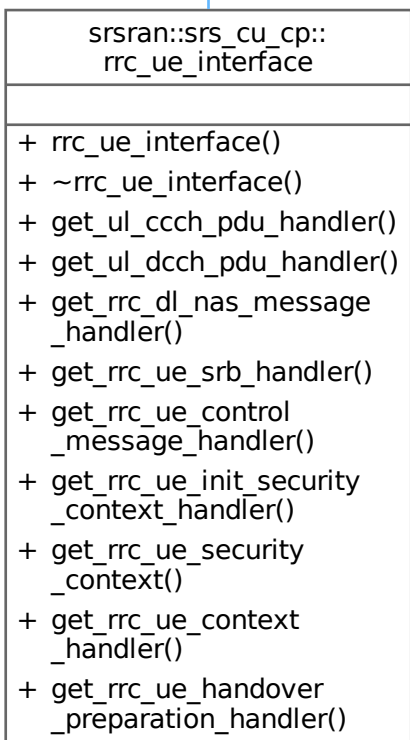 srsran::srs_cu_cp::
rrc_ue_interface
+ rrc_ue_interface()
+ ~rrc_ue_interface()
+ get_ul_ccch_pdu_handler()
+ get_ul_dcch_pdu_handler()
+ get_rrc_dl_nas_message
_handler()
+ get_rrc_ue_srb_handler()
+ get_rrc_ue_control
_message_handler()
+ get_rrc_ue_init_security
_context_handler()
+ get_rrc_ue_security
_context()
+ get_rrc_ue_context
_handler()
+ get_rrc_ue_handover
_preparation_handler()